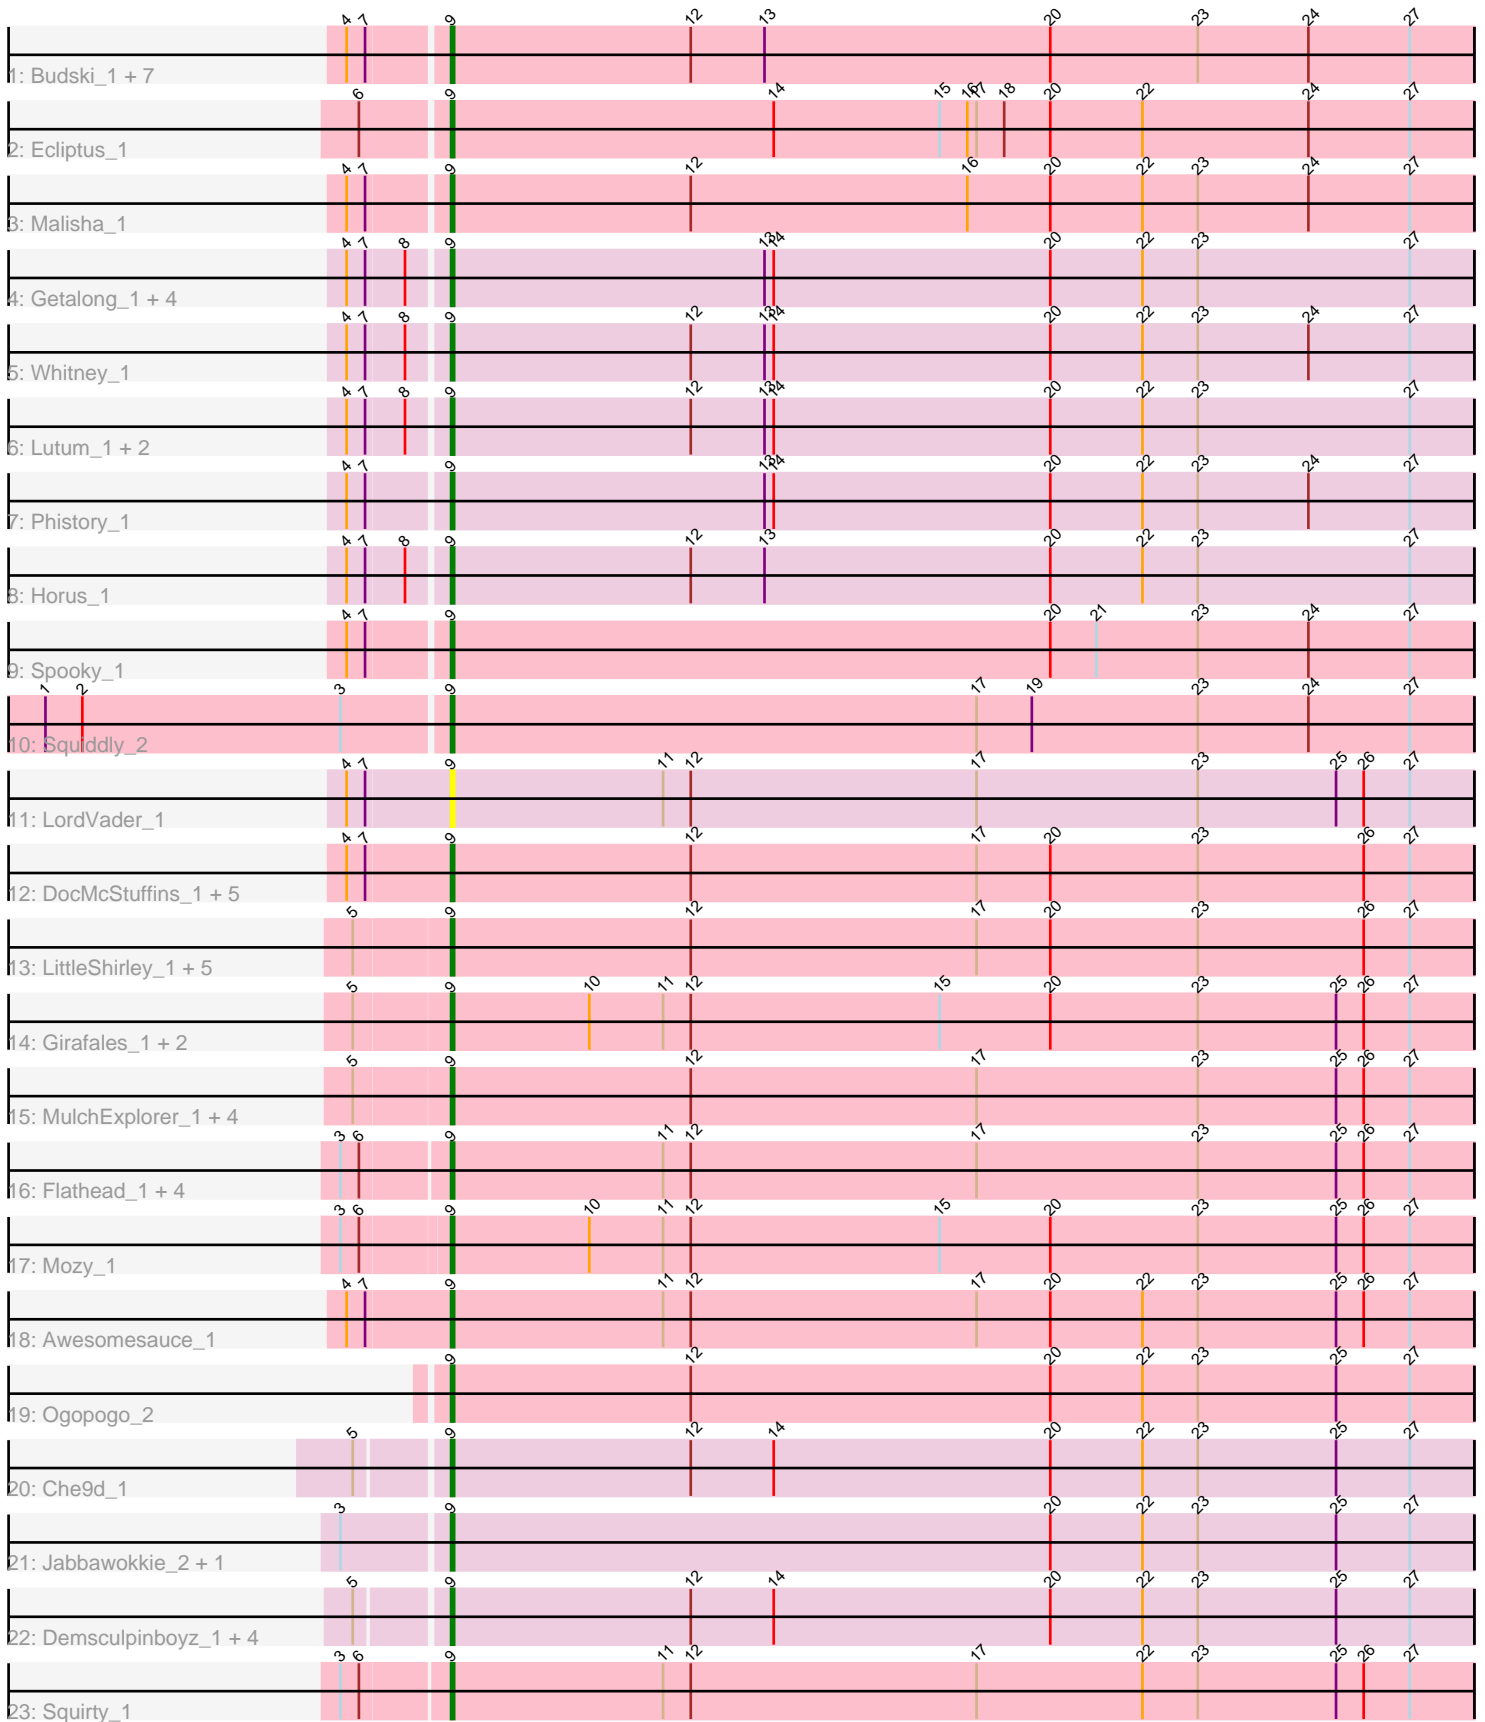 4 7 9 12 13 20 23 24 27
1: Budski_1 + 7
6 9 14 15 16 17 18 20 22 24 27
2: Ecliptus_1
4 7 9 12 16 20 22 23 24 27
3: Malisha_1
4 7 8 9 13 14 20 22 23 27
4: Getalong_1 + 4
4 7 8 9 12 13 14 20 22 23 24 27
5: Whitney_1
4 7 8 9 12 13 14 20 22 23 27
6: Lutum_1 + 2
4 7 9 13 14 20 22 23 24 27
7: Phistory_1
4 7 8 9 12 13 20 22 23 27
8: Horus_1
4 7 9 20 21 23 24 27
9: Spooky_1
1 2 3 9 17 19 23 24 27
10: Squiddly_2
4 7 9 11 12 17 23 25 26 27
11: LordVader_1
4 7 9 12 17 20 23 26 27
12: DocMcStuffins_1 + 5
5 9 12 17 20 23 26 27
13: LittleShirley_1 + 5
5 9 10 11 12 15 20 23 25 26 27
14: Girafales_1 + 2
5 9 12 17 23 25 26 27
15: MulchExplorer_1 + 4
3 6 9 11 12 17 23 25 26 27
16: Flathead_1 + 4
3 6 9 10 11 12 15 20 23 25 26 27
17: Mozy_1
4 7 9 11 12 17 20 22 23 25 26 27
18: Awesomesauce_1
9 12 20 22 23 25 27
19: Ogopogo_2
5 9 12 14 20 22 23 25 27
20: Che9d_1
3 9 20 22 23 25 27
21: Jabbawokkie_2 + 1
5 9 12 14 20 22 23 25 27
22: Demsculpinboyz_1 + 4
3 6 9 11 12 17 22 23 25 26 27
23: Squirty_1